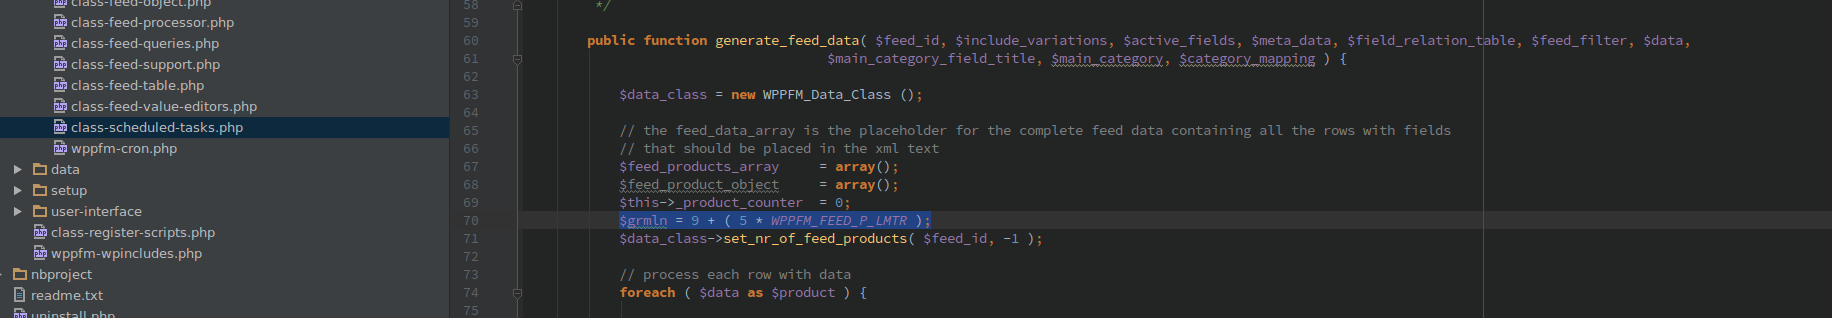 class-feed-object.php
class-feed-processor.php
class-feed-queries.php
class-feed-support.php
class-feed-table.php
class-feed-value-editors.php
class-scheduled-tasks.php
wppfm-cron.php
data
setup
user-interface
class-register-scripts.php
wppfm-wpincludes.php
nbproject
readme.txt
uninstall.php
58 */
59
60 public function generate_feed_data( $feed_id, $include_variations, $active_fields, $meta_data, $field_relation_table, $feed_filter, $data,
61 $main_category_field_title, $main_category, $category_mapping ) {
62
63 $data_class = new WPPFM_Data_Class ();
64
65 // the feed_data_array is the placeholder for the complete feed data containing all the rows with fields
66 // that should be placed in the xml text
67 $feed_products_array = array();
68 $feed_product_object = array();
69 $this->_product_counter = 0;
70 $grmln = 9 + ( 5 * WPPFM_FEED_P_LMTR );
71 $data_class->set_nr_of_feed_products( $feed_id, -1 );
72
73 // process each row with data
74 foreach ( $data as $product ) {
75